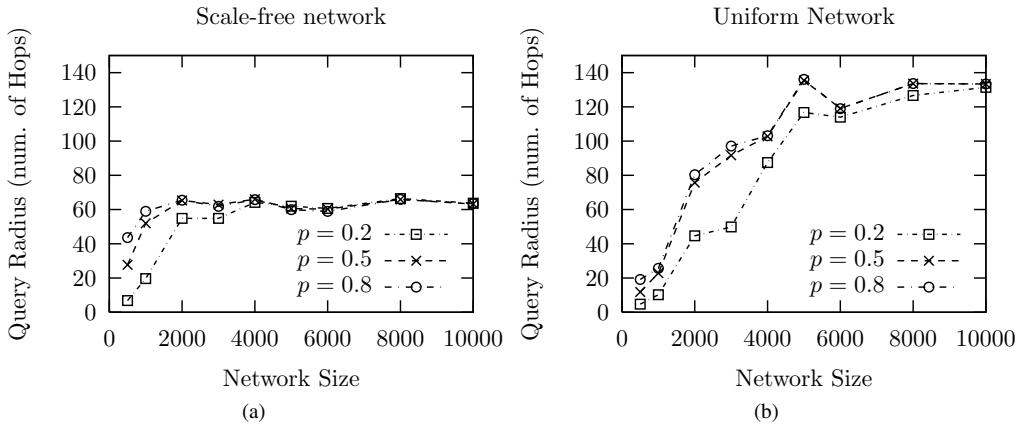 Scale-free network
Query Radius (num. of Hops)
140
120
100
80
60
40
20
0
p = 0.2
p = 0.5
p = 0.8
0 2000 4000 6000 8000 10000
Network Size
(a)
Uniform Network
Query Radius (num. of Hops)
140
120
100
80
60
40
20
0
p = 0.2
p = 0.5
p = 0.8
0 2000 4000 6000 8000 10000
Network Size
(b)